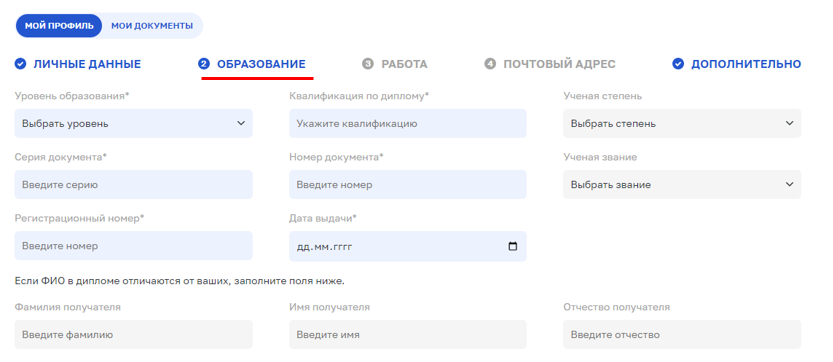 МОЙ ПРОФИЛЬ МОИ ДОКУМЕНТЫ
ЛИЧНЫЕ ДАННЫЕ 2 ОБРАЗОВАНИЕ 3 РАБОТА 4 ПОЧТОВЫЙ АДРЕС ДОПОЛНИТЕЛЬНО
Уровень образования* Квалификация по диплому* Ученая степень
Выбрать уровень Укажите квалификацию Выбрать степень
Серия документа* Номер документа* Ученая звание
Введите серию Введите номер Выбрать звание
Регистрационный номер* Дата выдачи*
Введите номер дд.мм.гггг
Если ФИО в дипломе отличаются от ваших, заполните поля ниже.
Фамилия получателя Имя получателя Отчество получателя
Введите фамилию Введите имя Введите отчество